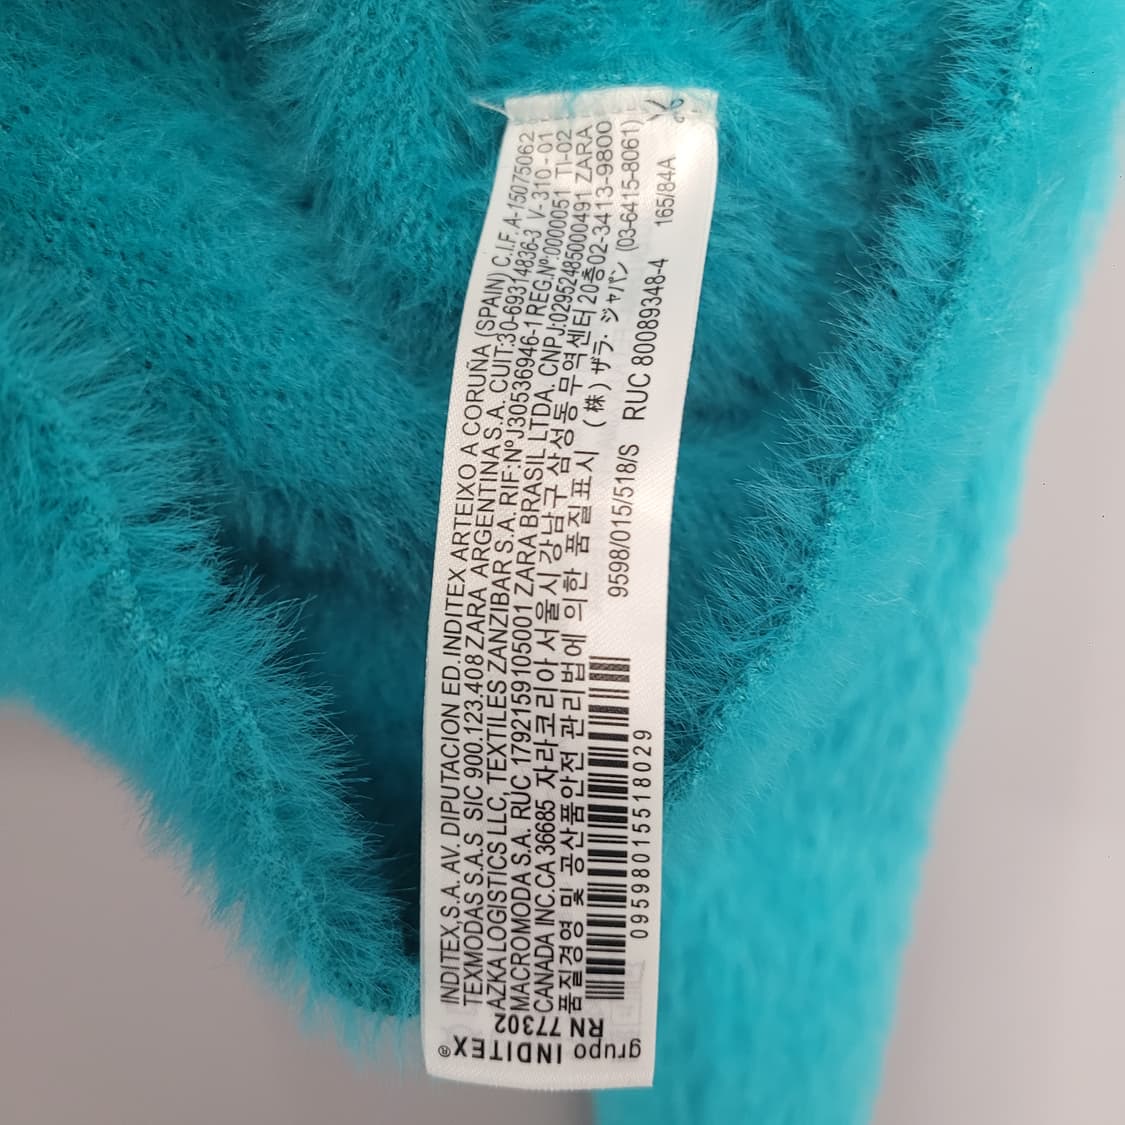 grupo INDITEX®
RN 77302
INDITEX,S.A. AV. DIPUTACION ED.INDITEX ARTEIXO A CORUÑA (SPAIN) C.I.F. A-15075062
TEXMODAS S.A.S SIC 900.123.408 ZARA ARGENTINA S.A. CUIT:30-69314836-3 V-310-01
AZKA LOGISTICS LLC, TEXTILES ZANZIBAR S.A. RIF:NºJ30536946-1 REG.Nº:0000051 TI-02
MACROMODA S.A. RUC 1792159105001 ZARA BRASIL LTDA. CNPJ:02952485000491 ZARA
CANADA INC.CA 36685 자라코리아 서울시 강남구 삼성동 무역센터 20층 02-3413-9800
품질경영 및 공산품안전 관리법에 의한 품질표시 (株) ザラ・ジャパン (03-6415-8061)
9598/015/518/S RUC 80089348-4 165/84A
09598015518029